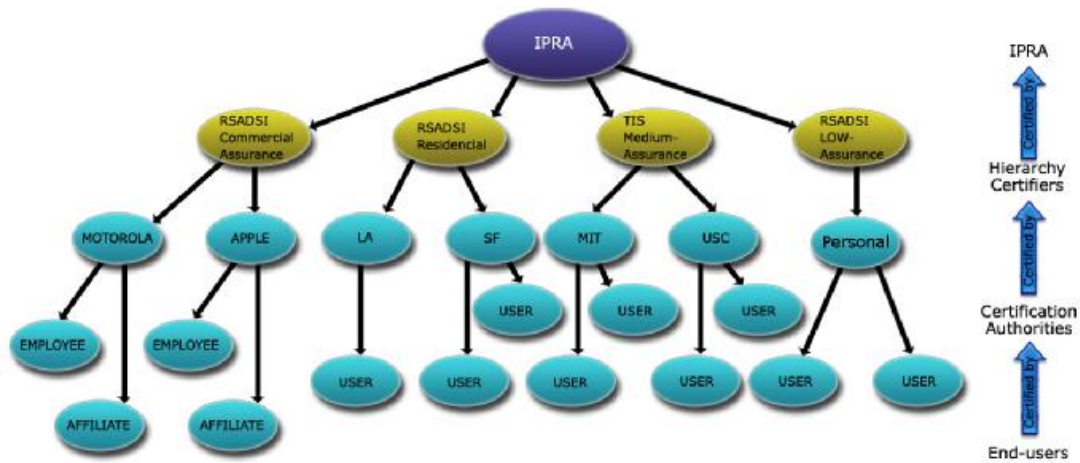 IPRA
IPRA
Certified by
RSADSI
Commercial
Assurance
RSADSI
Residencial
TIS
Medium-
Assurance
RSADSI
LOW-
Assurance
Hierarchy
Certifiers
MOTOROLA
APPLE
LA
SF
MIT
USC
Personal
Certified by
USER
USER
USER
Certification
Authorities
EMPLOYEE
EMPLOYEE
USER
USER
USER
USER
USER
USER
Certified by
AFFILIATE
AFFILIATE
End-users